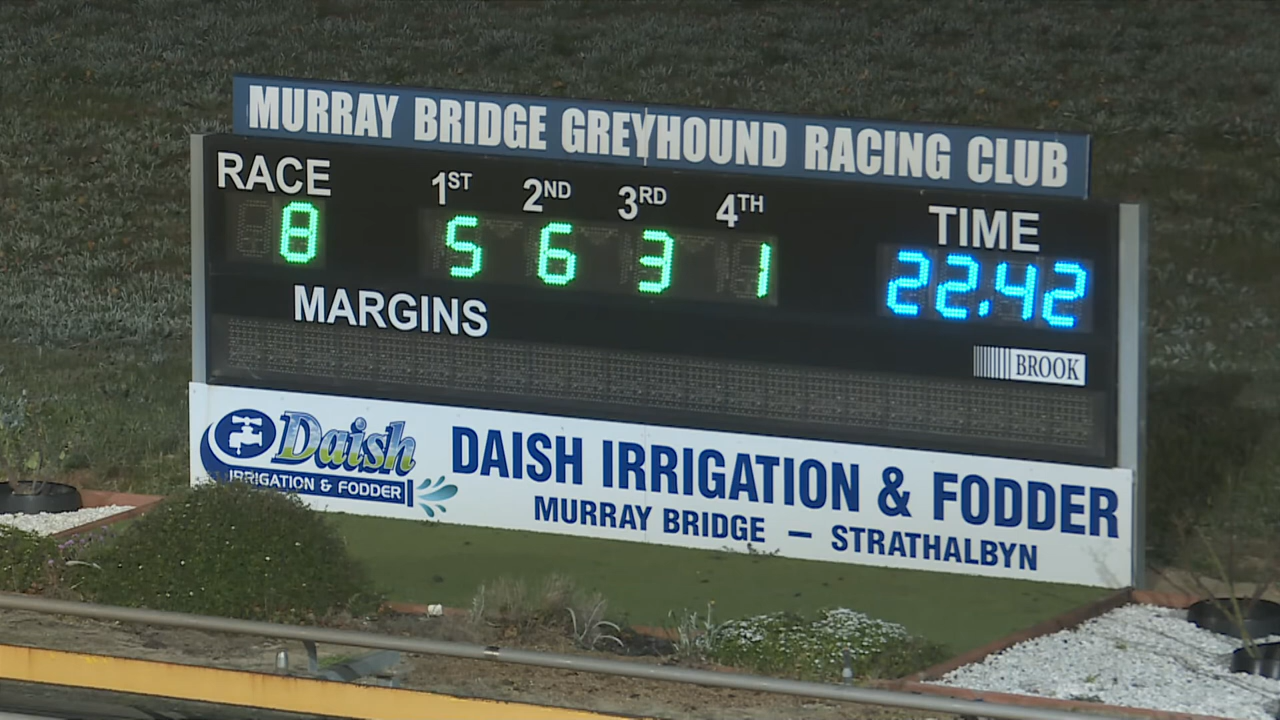 MURRAY BRIDGE GREYHOUND RACING CLUB
RACE 1ST 2ND 3RD 4TH TIME
8 5 6 3 1 22.42
MARGINS
BROOK
Daish
IRRIGATION & FODDER
DAISH IRRIGATION & FODDER
MURRAY BRIDGE – STRATHALBYN